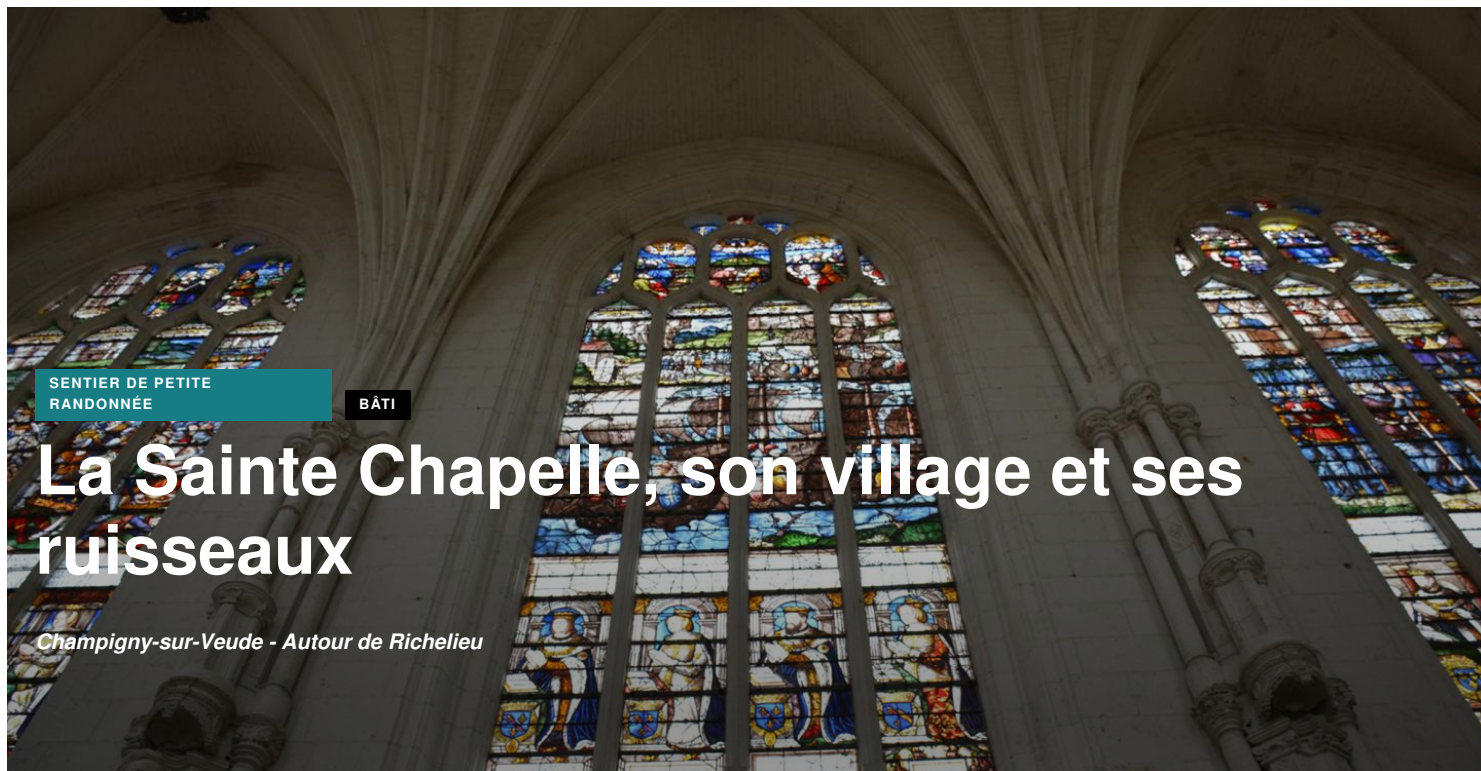 SENTIER DE PETITE
RANDONNÉE
BÂTI
La Sainte Chapelle, son village et ses
ruisseaux
Champigny-sur-Veude - Autour de Richelieu